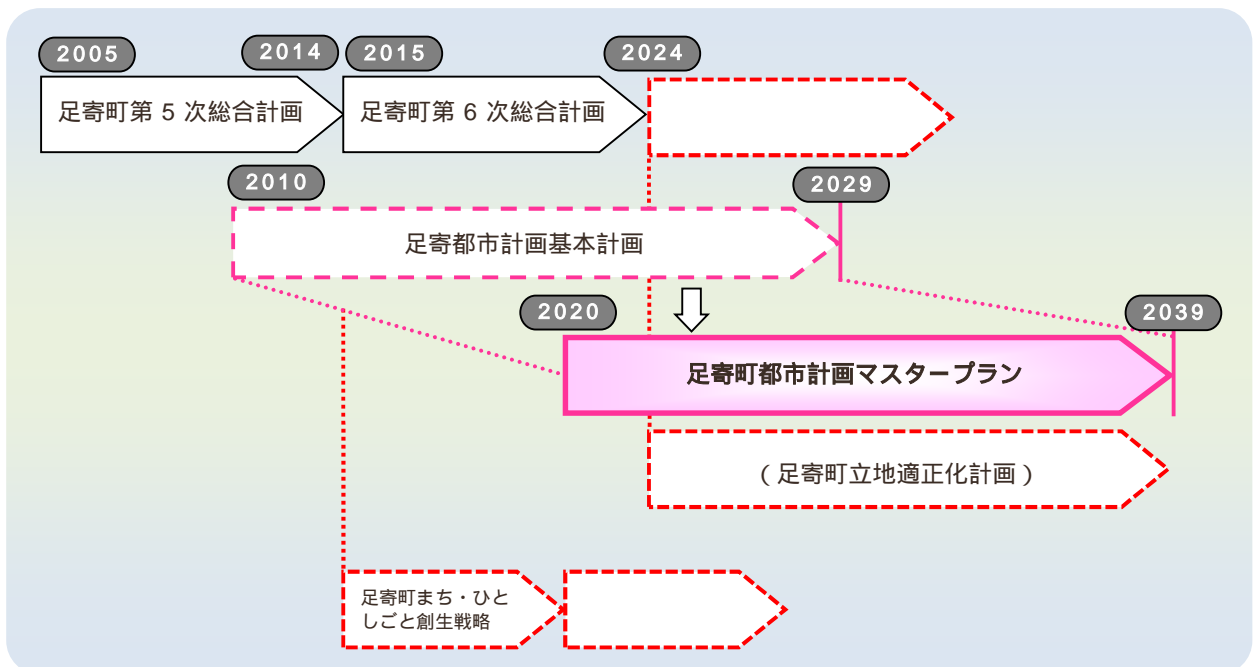 2005
2014
2015
2024
足寄町第 5 次総合計画
足寄町第 6 次総合計画
2010
2029
足寄都市計画基本計画
2020
2039
足寄町都市計画マスタープラン
（足寄町立地適正化計画）
足寄町まち・ひと
しごと創生戦略